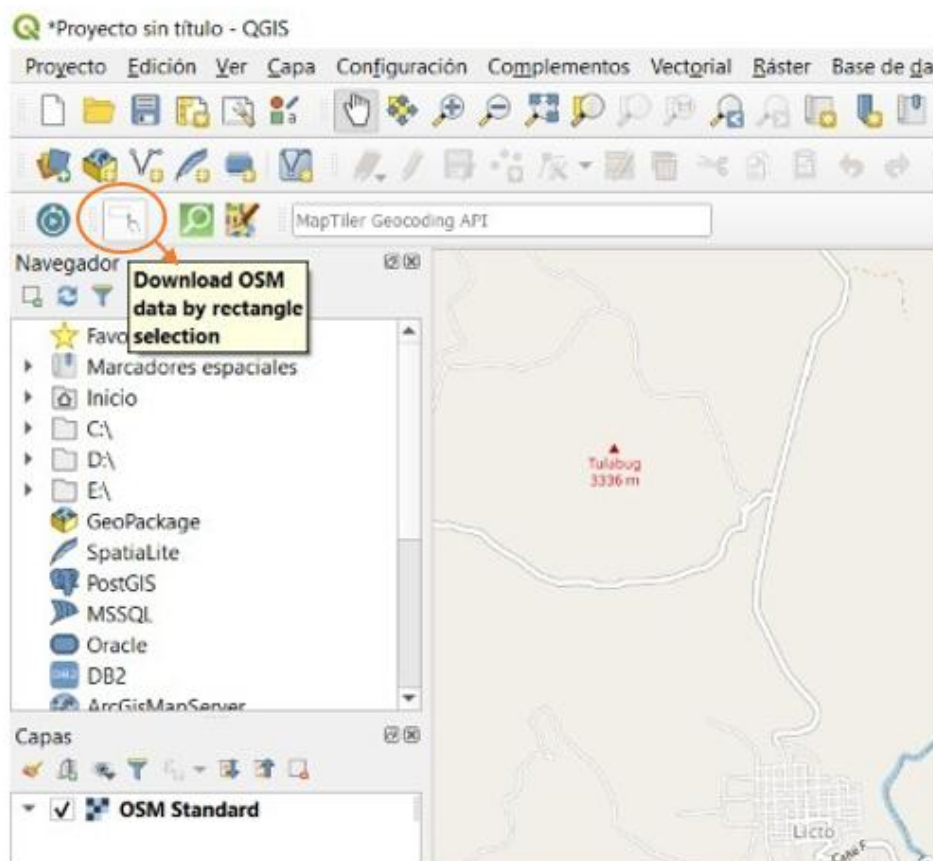 *Proyecto sin título - QGIS
Proyecto Edición Ver Capa Configuración Complementos Vectorial Ráster Base de da
MapTiler Geocoding API
Navegador
Download OSM
data by rectangle
selection
Favo
Marcadores espaciales
Inicio
C:\
D:\
E:\
GeoPackage
SpatiaLite
PostGIS
MSSQL
Oracle
DB2
ArcGisMapServer
Tulabug
3336 m
Capas
OSM Standard
Licto
Calle F